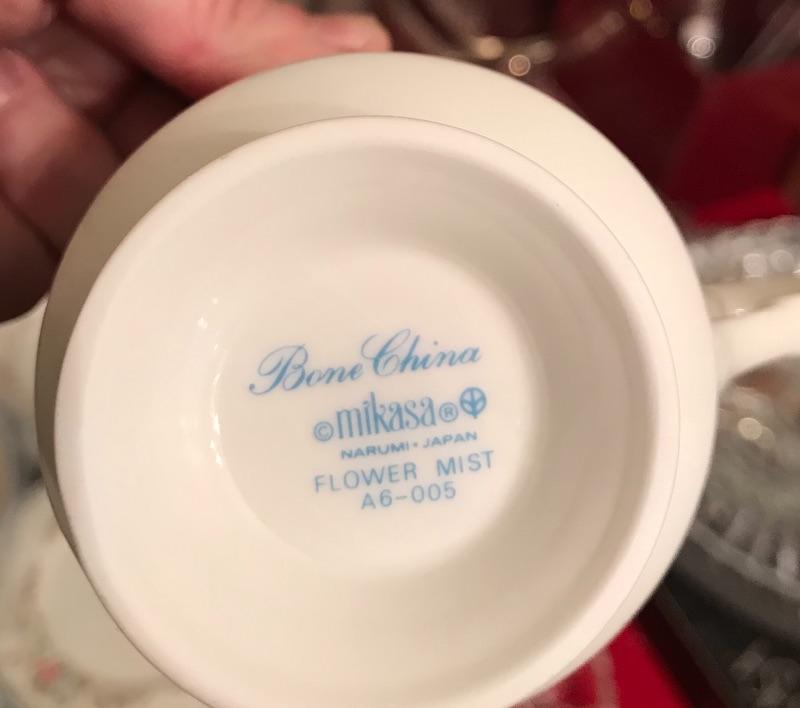 Bone China
©mikasa®
NARUMI • JAPAN
FLOWER MIST
A6-005